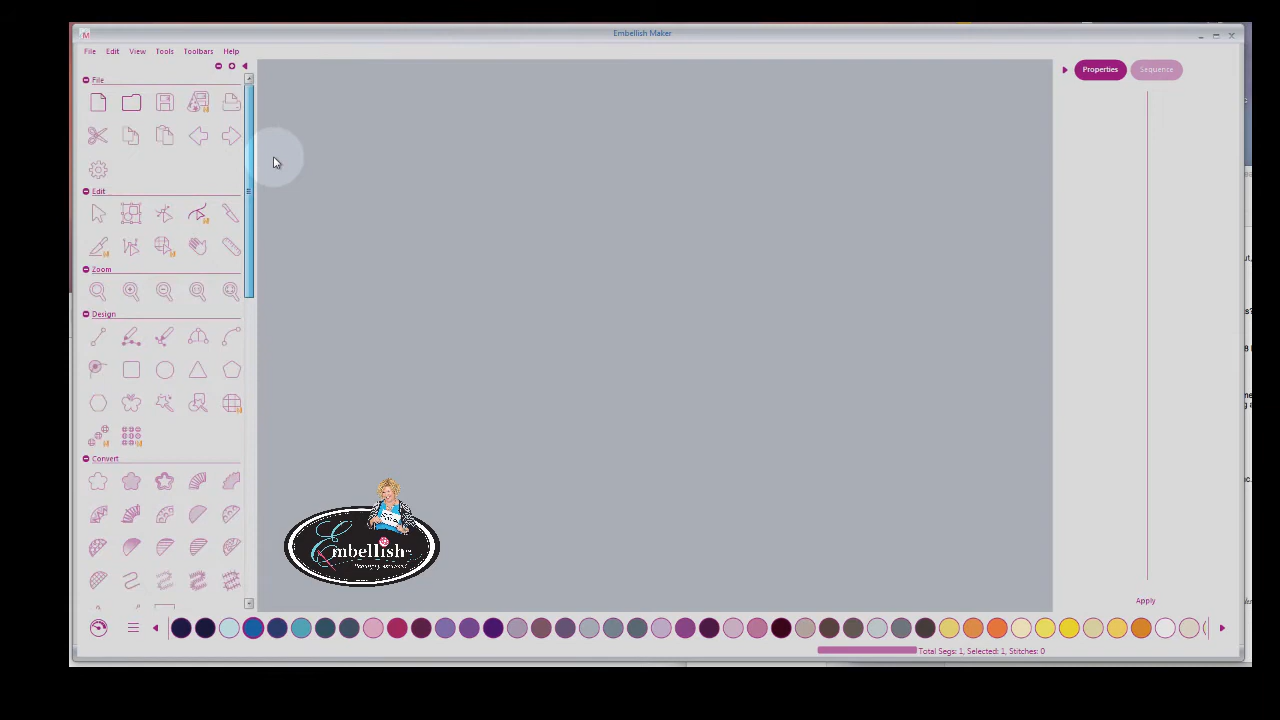 Embellish Maker
File Edit View Tools Toolbars Help
Properties Sequence
File
Edit
Zoom
Design
Convert
Embellish
Apply
Total Segs: 1, Selected: 1, Stitches: 0